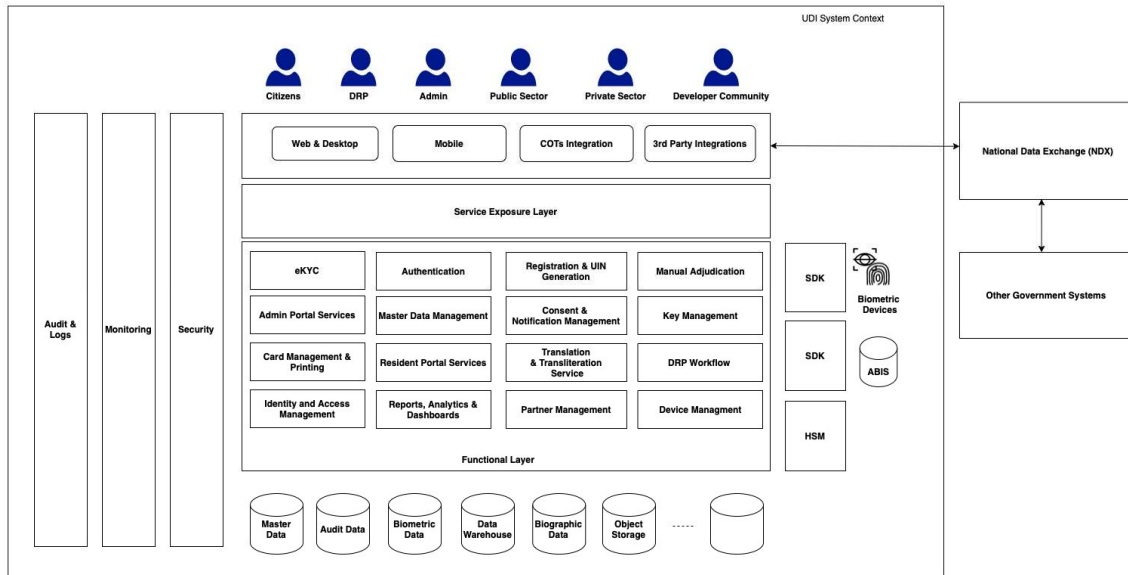 UDI System Context
Citizens
DRP
Admin
Public Sector
Private Sector
Developer Community
Web & Desktop
Mobile
COTs Integration
3rd Party Integrations
National Data Exchange (NDX)
Service Exposure Layer
eKYC
Authentication
Registration & UIN
Generation
Manual Adjudication
SDK
Biometric
Devices
Other Government Systems
Audit &
Logs
Monitoring
Security
Admin Portal Services
Master Data Management
Consent &
Notification Management
Key Management
Card Management &
Printing
Resident Portal Services
Translation
& Transliteration
Service
DRP Workflow
SDK
ABIS
Identity and Access
Management
Reports, Analytics &
Dashboards
Partner Management
Device Managment
HSM
Functional Layer
Master
Data
Audit Data
Biometric
Data
Data
Warehouse
Biographic
Data
Object
Storage
-----